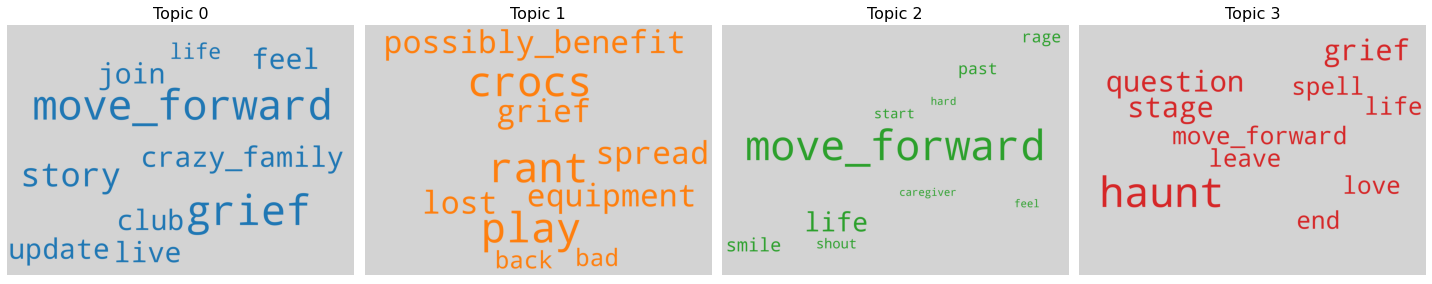 Topic 0
life
feel
join
move_forward
crazy_family
story
grief
club
update
live
Topic 1
possibly_benefit
crocs
grief
rant
spread
equipment
lost
play
back
bad
Topic 2
rage
past
hard
start
move_forward
caregiver
feel
life
smile
shout
Topic 3
grief
question
spell
stage
life
move_forward
leave
haunt
love
end